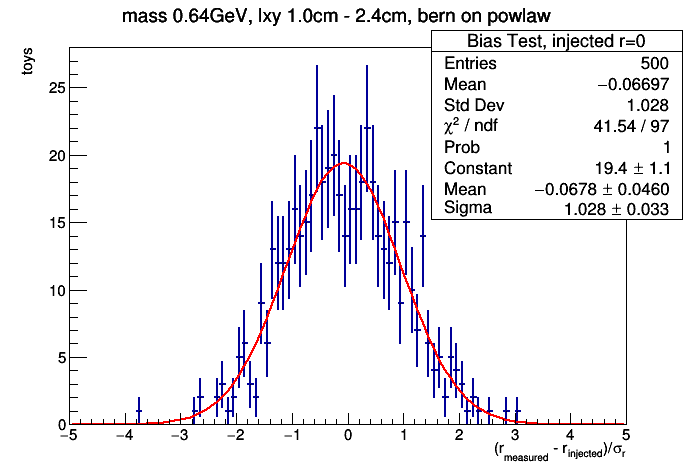 mass 0.64GeV, lxy 1.0cm - 2.4cm, bern on powlaw
toys
Bias Test, injected r=0
Entries 500
Mean −0.06697
Std Dev 1.028
χ² / ndf 41.54 / 97
Prob 1
Constant 19.4 ± 1.1
Mean −0.0678 ± 0.0460
Sigma 1.028 ± 0.033
25
20
15
10
5
0
−5 −4 −3 −2 −1 0 1 2 3 4 5
(r_measured - r_injected)/σ_r